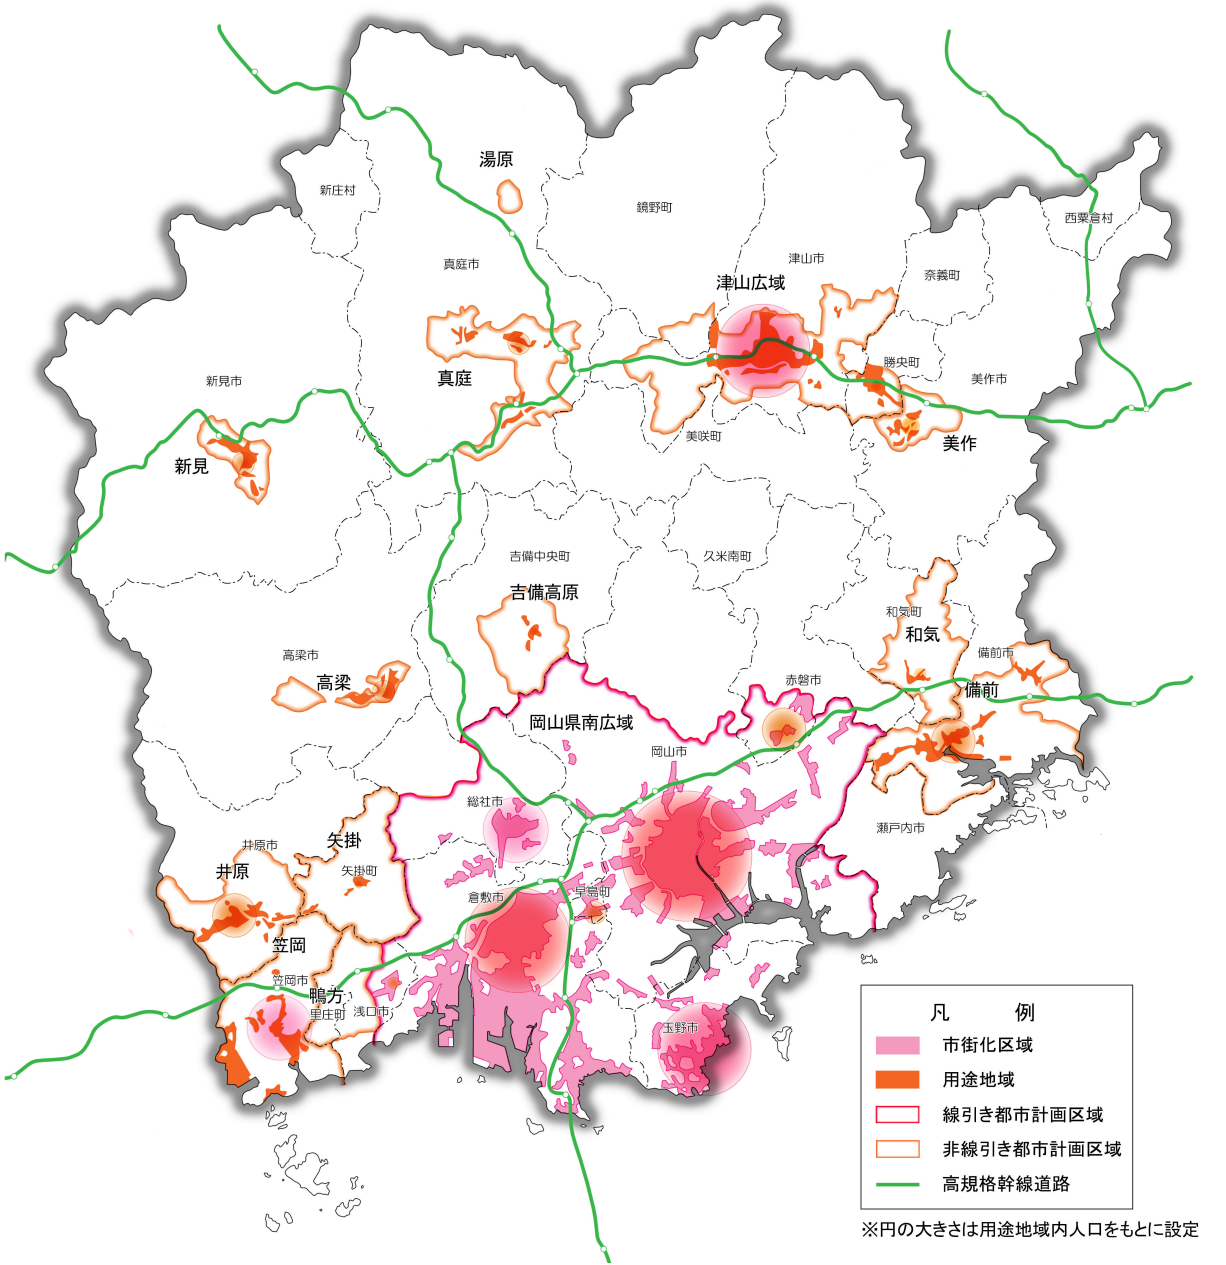 湯原
新庄村
鏡野町
西粟倉村
真庭市
津山市
奈義町
津山広域
勝央町
真庭
新見市
美作市
美咲町
美作
新見
吉備中央町
久米南町
吉備高原
和気町
和気
高梁市
備前市
高梁
赤磐市
備前
岡山県南広域
岡山市
総社市
瀬戸内市
矢掛
井原市
井原
矢掛町
倉敷市
早島町
笠岡
笠岡市
鴨方
里庄町
浅口市
玉野市
凡 例
市街化区域
用途地域
線引き都市計画区域
非線引き都市計画区域
高規格幹線道路
※円の大きさは用途地域内人口をもとに設定